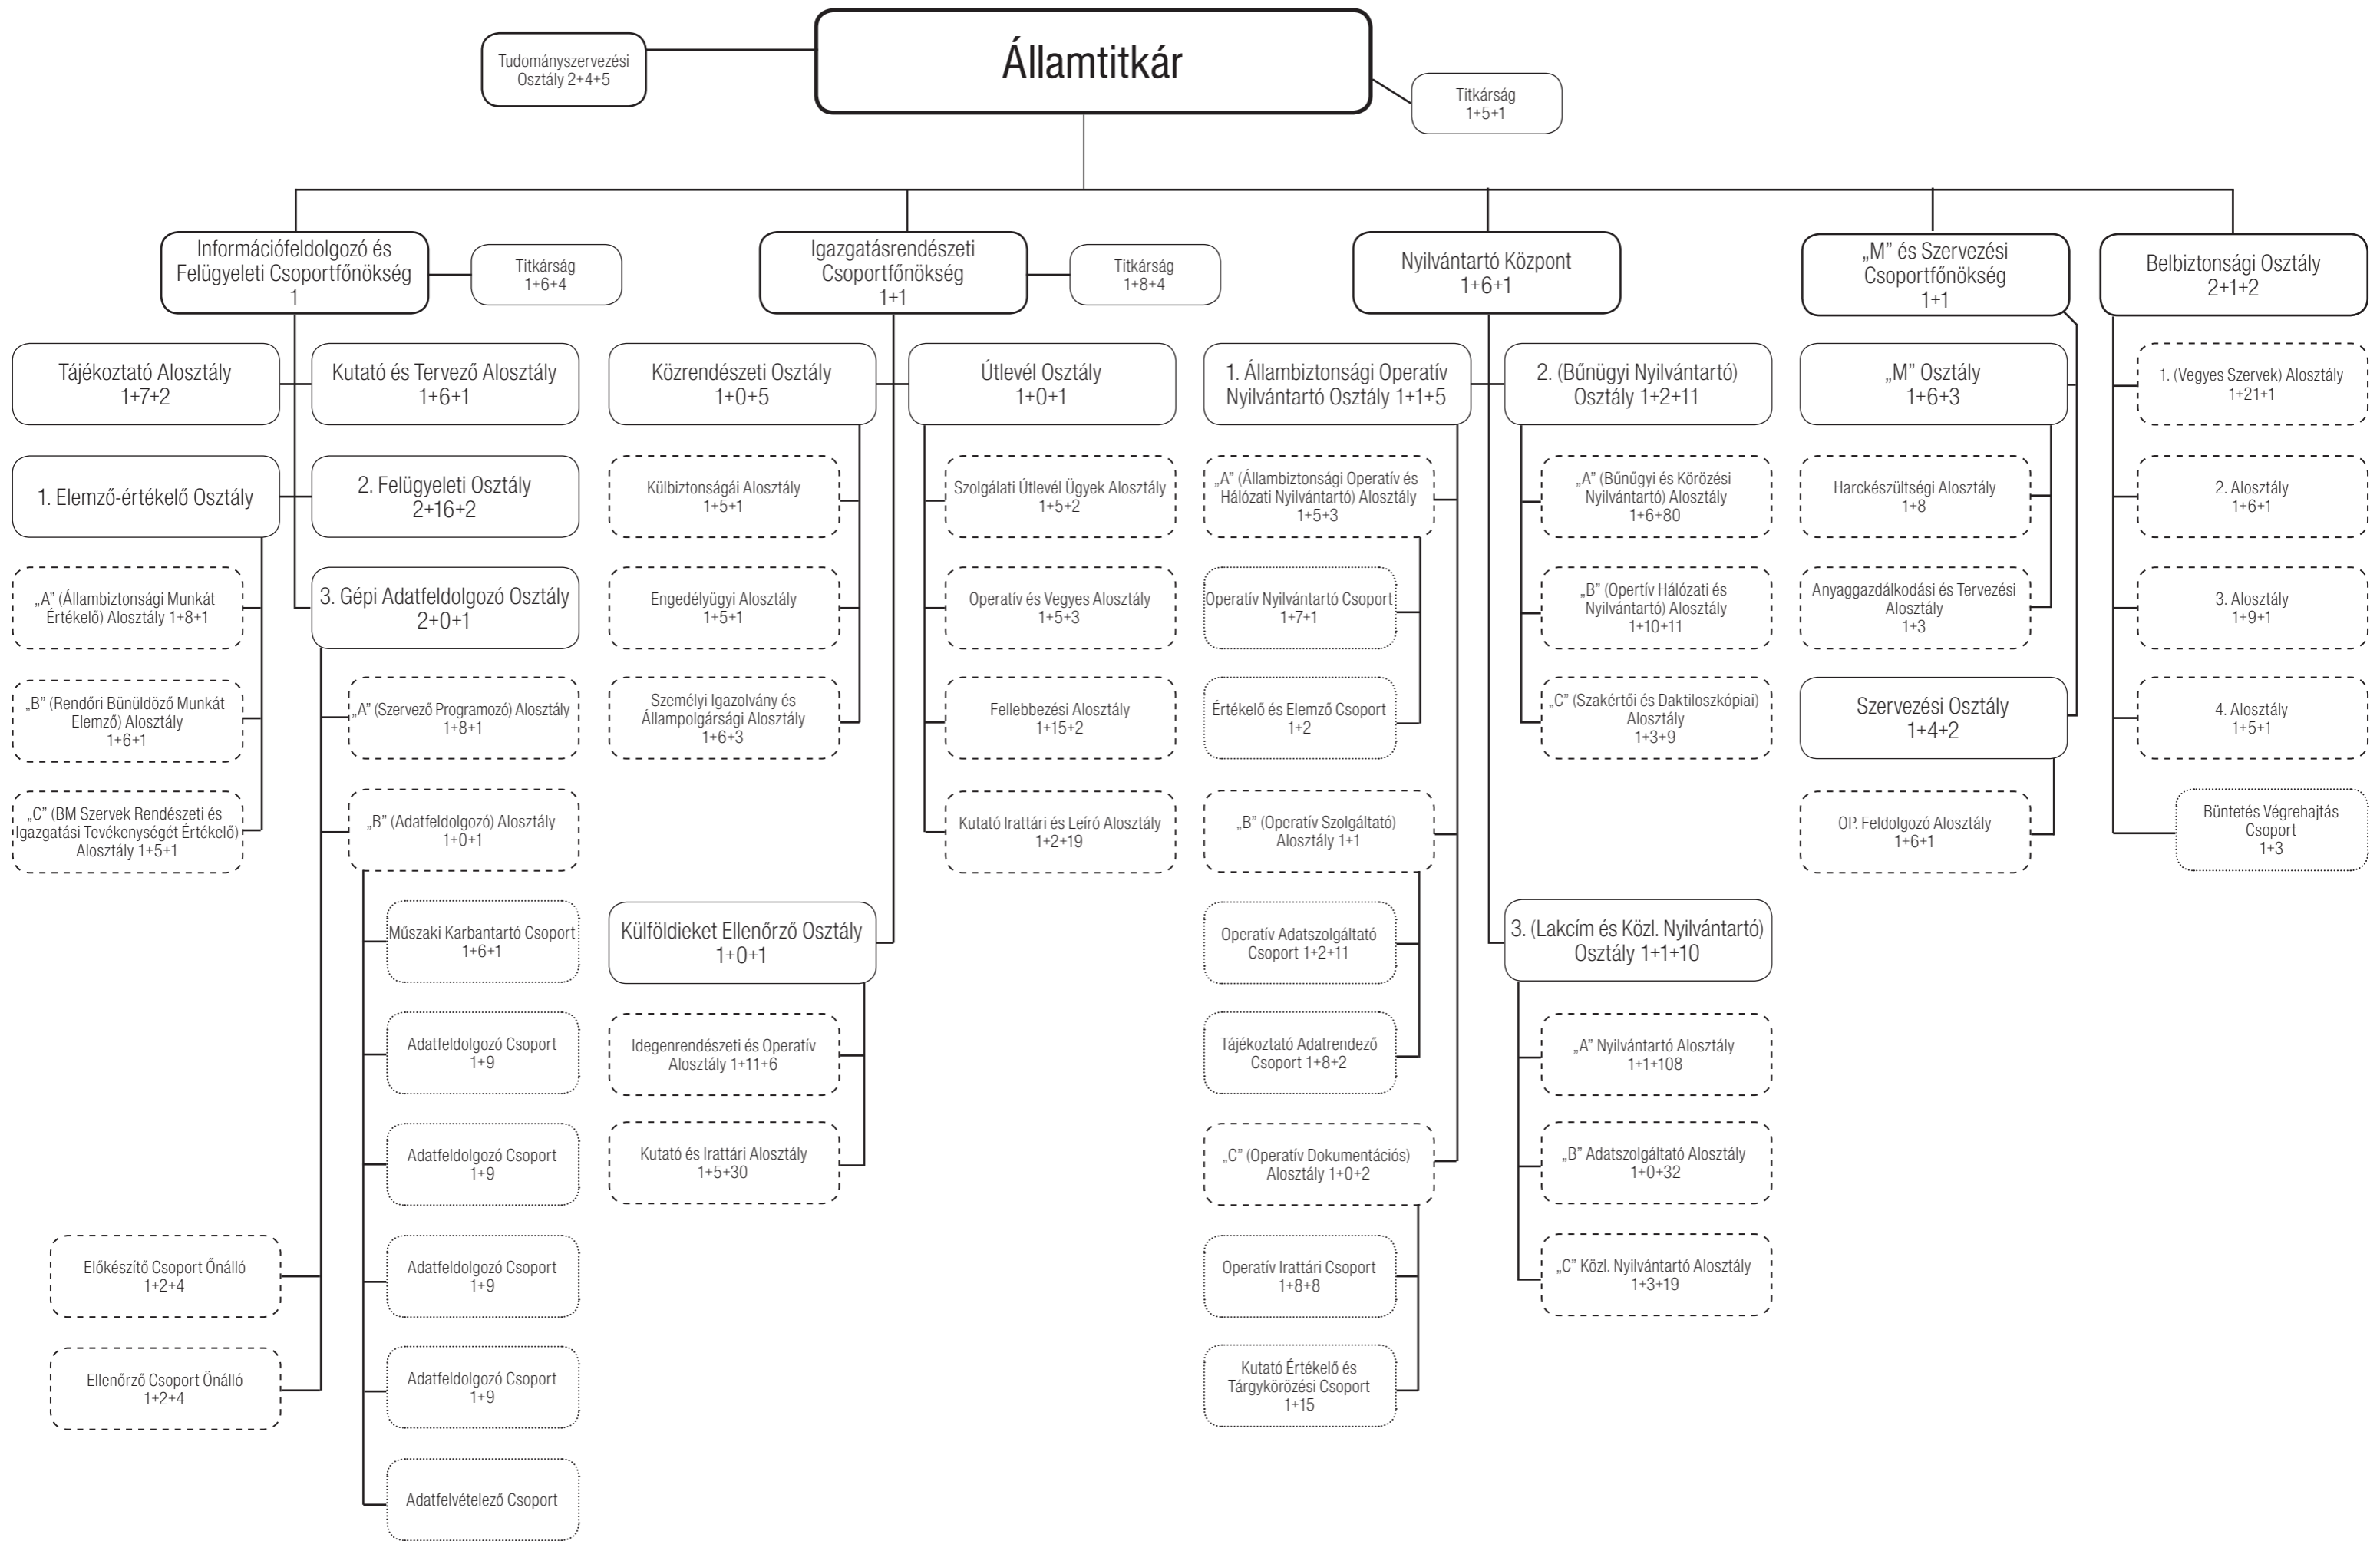 Államtitkár
Tudományszervezési
Osztály 2+4+5
Titkárság
1+5+1
Információfeldolgozó és
Felügyeleti Csoportfőnökség
1
Titkárság
1+6+4
Tájékoztató Alosztály
1+7+2
Kutató és Tervező Alosztály
1+6+1
1. Elemző-értékelő Osztály
2. Felügyeleti Osztály
2+16+2
„A” (Állambiztonsági Munkát
Értékelő) Alosztály 1+8+1
„B” (Rendőri Bünüldöző Munkát
Elemző) Alosztály
1+6+1
„C” (BM Szervek Rendészeti és
Igazgatási Tevékenységét Értékelő)
Alosztály 1+5+1
3. Gépi Adatfeldolgozó Osztály
2+0+1
„A” (Szervező Programozó) Alosztály
1+8+1
„B” (Adatfeldolgozó) Alosztály
1+0+1
Műszaki Karbantartó Csoport
1+6+1
Adatfeldolgozó Csoport
1+9
Adatfeldolgozó Csoport
1+9
Adatfeldolgozó Csoport
1+9
Adatfeldolgozó Csoport
1+9
Adatfelvételező Csoport
Előkészítő Csoport Önálló
1+2+4
Ellenőrző Csoport Önálló
1+2+4
Igazgatásrendészeti
Csoportfőnökség
1+1
Titkárság
1+8+4
Közrendészeti Osztály
1+0+5
Külbiztonságái Alosztály
1+5+1
Engedélyügyi Alosztály
1+5+1
Személyi Igazolvány és
Állampolgársági Alosztály
1+6+3
Útlevél Osztály
1+0+1
Szolgálati Útlevél Ügyek Alosztály
1+5+2
Operatív és Vegyes Alosztály
1+5+3
Fellebbezési Alosztály
1+15+2
Kutató Irattári és Leíró Alosztály
1+2+19
Külföldieket Ellenőrző Osztály
1+0+1
Idegenrendészeti és Operatív
Alosztály 1+11+6
Kutató és Irattári Alosztály
1+5+30
Nyilvántartó Központ
1+6+1
1. Állambiztonsági Operatív
Nyilvántartó Osztály 1+1+5
„A” (Állambiztonsági Operatív és
Hálózati Nyilvántartó) Alosztály
1+5+3
Operatív Nyilvántartó Csoport
1+7+1
Értékelő és Elemző Csoport
1+2
„B” (Operatív Szolgáltató)
Alosztály 1+1
Operatív Adatszolgáltató
Csoport 1+2+11
Tájékoztató Adatrendező
Csoport 1+8+2
„C” (Operatív Dokumentációs)
Alosztály 1+0+2
Operatív Irattári Csoport
1+8+8
Kutató Értékelő és
Tárgykörözési Csoport
1+15
2. (Bűnügyi Nyilvántartó)
Osztály 1+2+11
„A” (Bűnűgyi és Körözési
Nyilvántartó) Alosztály
1+6+80
„B” (Opertív Hálózati és
Nyilvántartó) Alosztály
1+10+11
„C” (Szakértői és Daktiloszkópiai)
Alosztály
1+3+9
3. (Lakcím és Közl. Nyilvántartó)
Osztály 1+1+10
„A” Nyilvántartó Alosztály
1+1+108
„B” Adatszolgáltató Alosztály
1+0+32
„C” Közl. Nyilvántartó Alosztály
1+3+19
„M” és Szervezési
Csoportfőnökség
1+1
„M” Osztály
1+6+3
Harckészültségi Alosztály
1+8
Anyaggazdálkodási és Tervezési
Alosztály
1+3
Szervezési Osztály
1+4+2
OP. Feldolgozó Alosztály
1+6+1
Belbiztonsági Osztály
2+1+2
1. (Vegyes Szervek) Alosztály
1+21+1
2. Alosztály
1+6+1
3. Alosztály
1+9+1
4. Alosztály
1+5+1
Büntetés Végrehajtás
Csoport
1+3